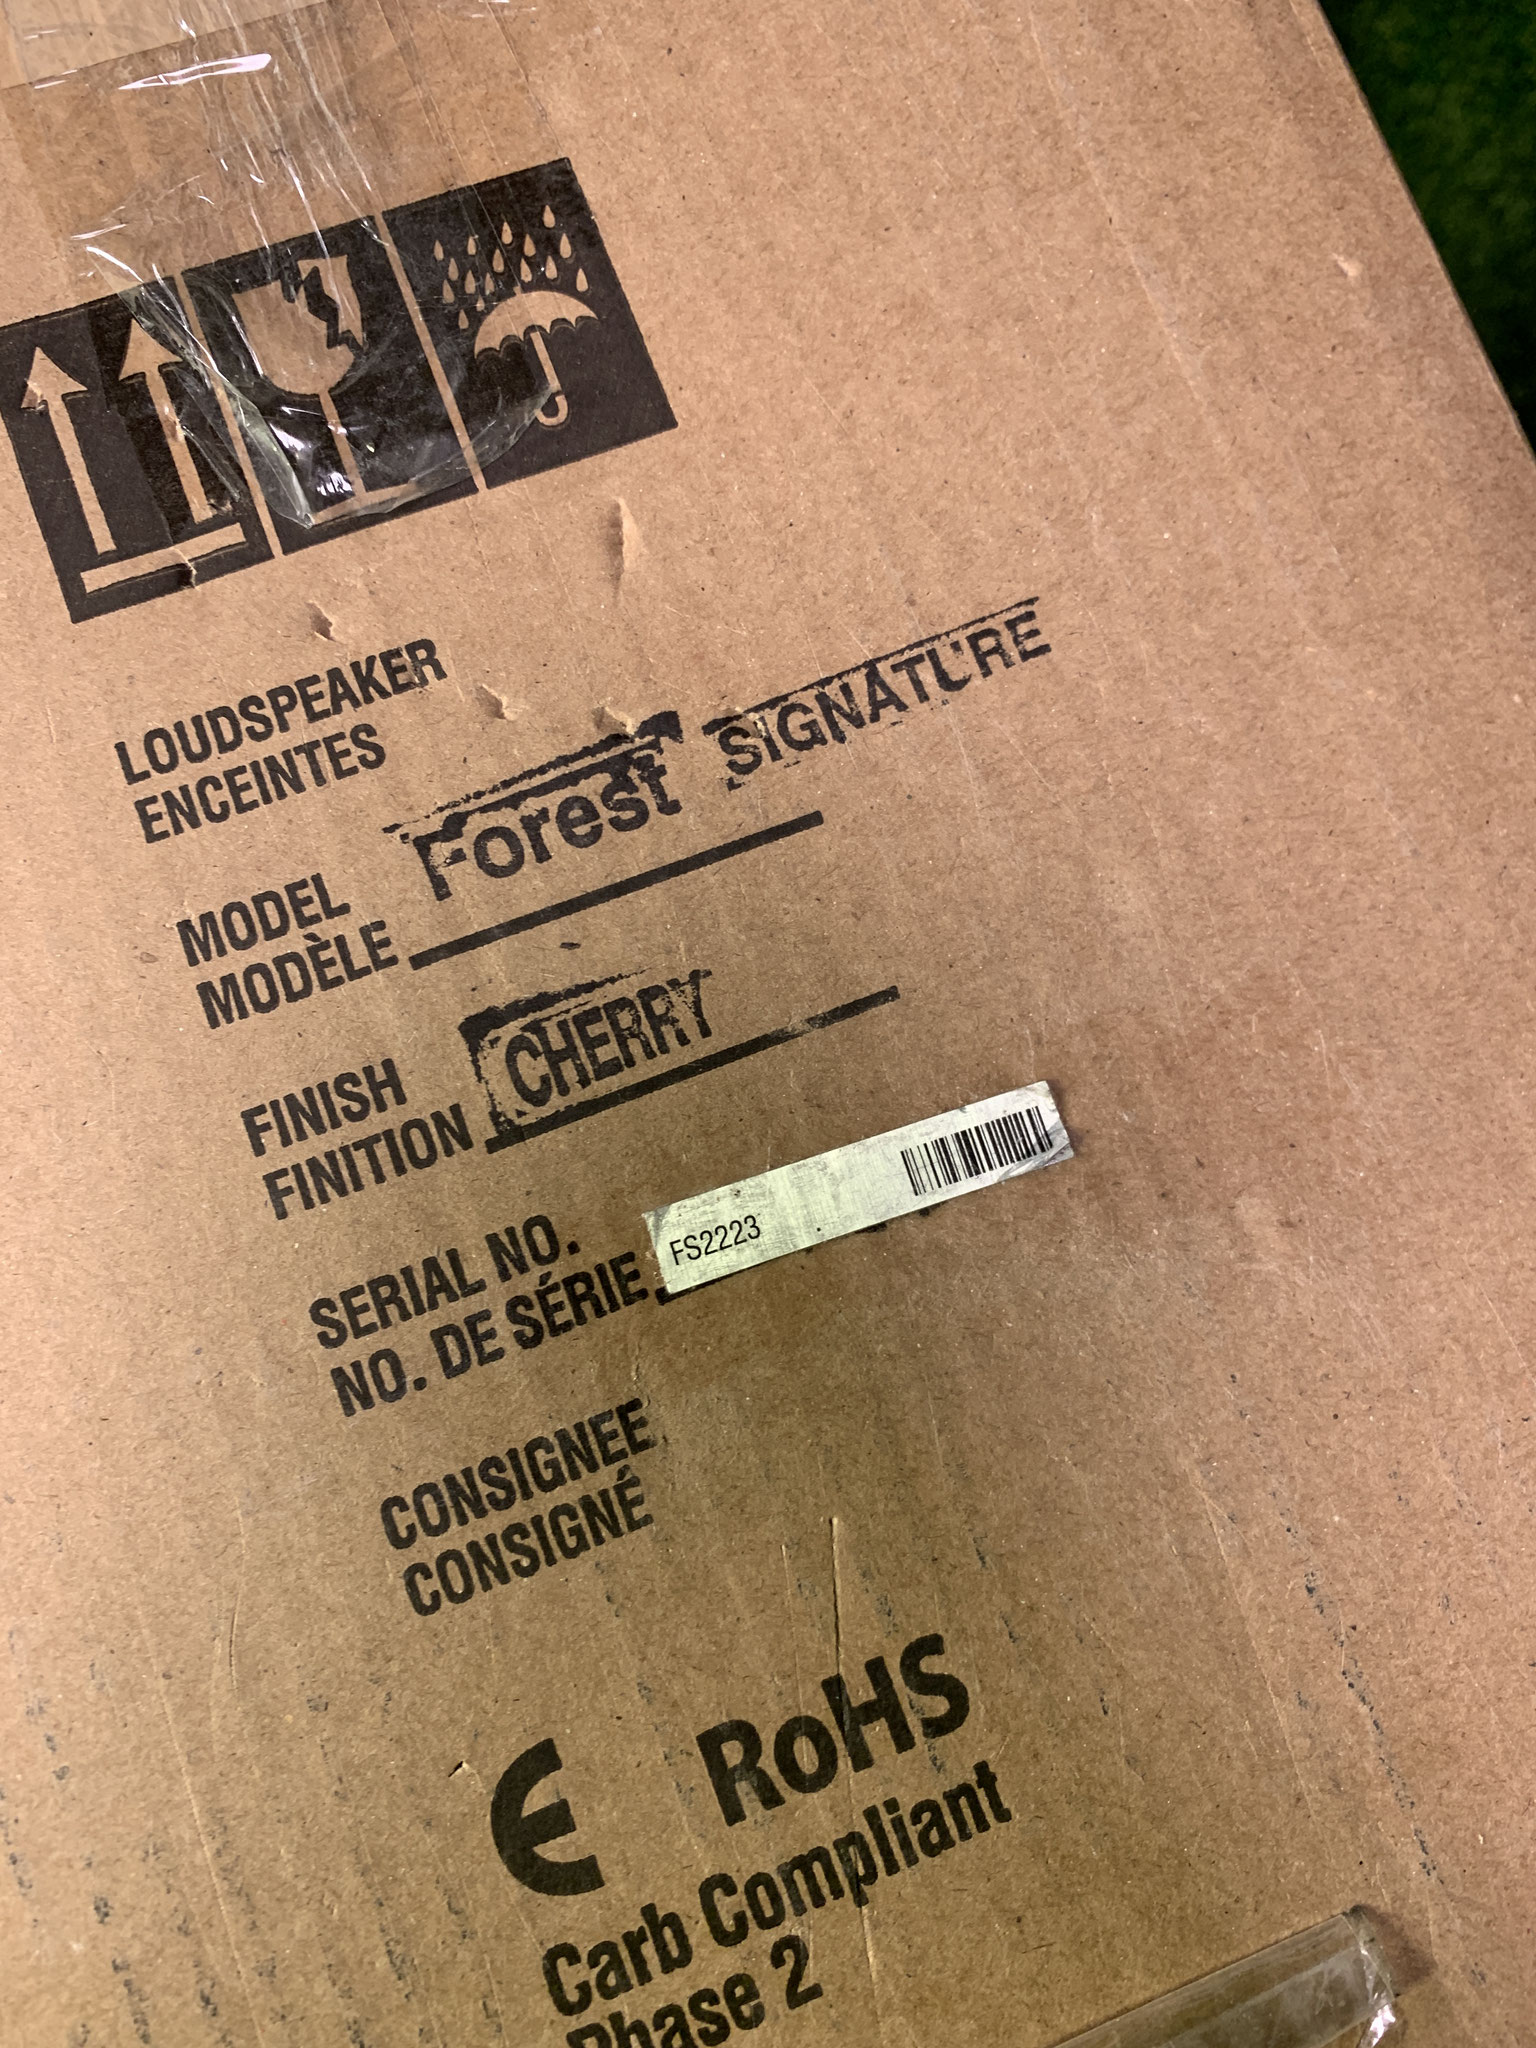 LOUDSPEAKER
ENCEINTES
MODEL
MODÈLE
Forest SIGNATURE
FINISH
FINITION
CHERRY
SERIAL NO.
NO. DE SÉRIE
FS2223
CONSIGNEE
CONSIGNÉ
RoHS
Carb Compliant
Phase 2